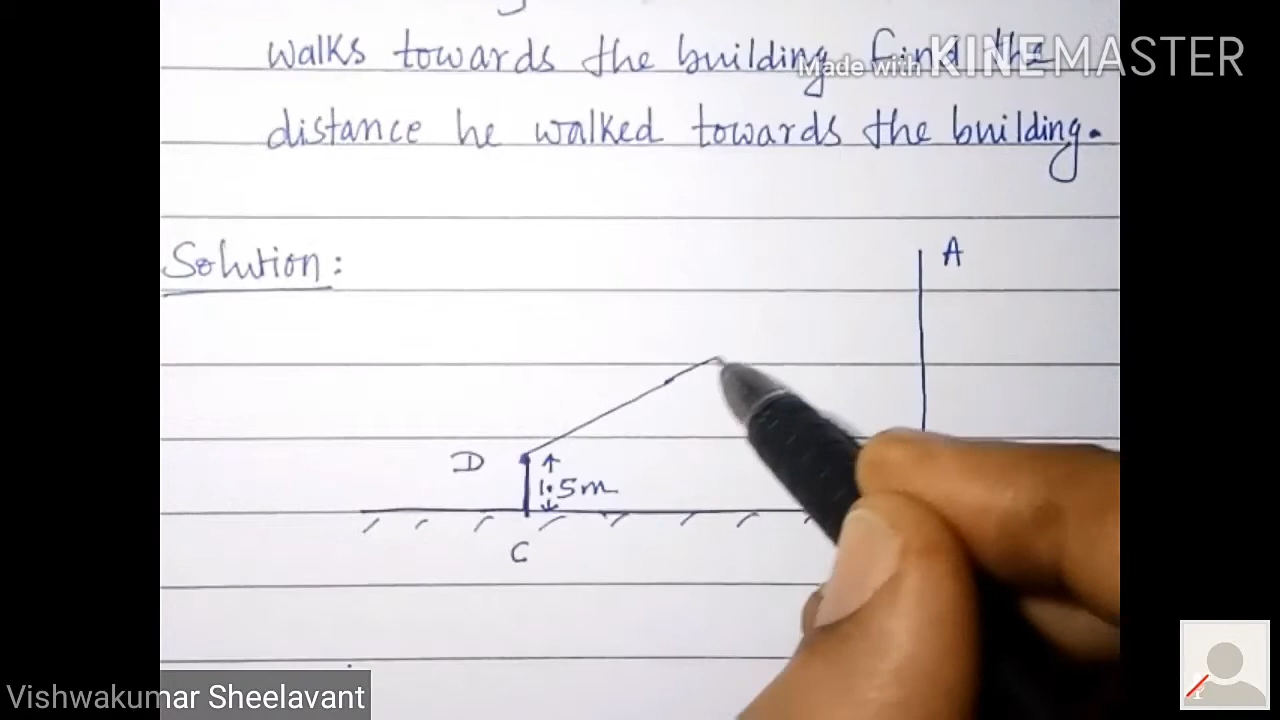 walks towards the building find the
Made with KINEMASTER
distance he walked towards the building.
Solution:
A
D
1.5m
C
Vishwakumar Sheelavant